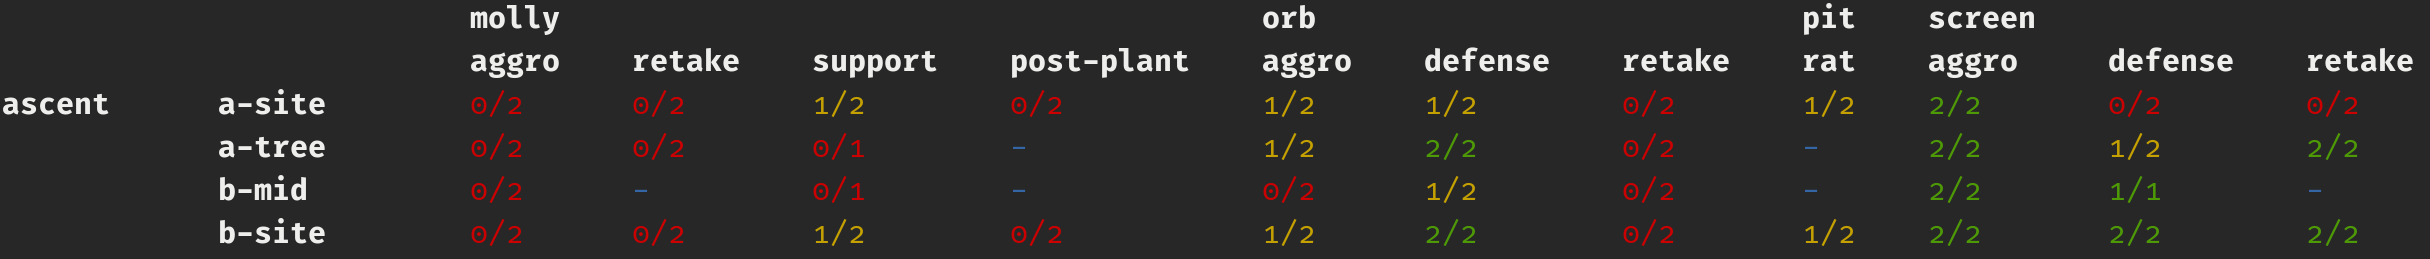 molly orb pit screen
aggro retake support post-plant aggro defense retake rat aggro defense retake
ascent a-site 0/2 0/2 1/2 0/2 1/2 1/2 0/2 1/2 2/2 0/2 0/2
a-tree 0/2 0/2 0/1 - 1/2 2/2 0/2 - 2/2 1/2 2/2
b-mid 0/2 - 0/1 - 0/2 1/2 0/2 - 2/2 1/1 -
b-site 0/2 0/2 1/2 0/2 1/2 2/2 0/2 1/2 2/2 2/2 2/2